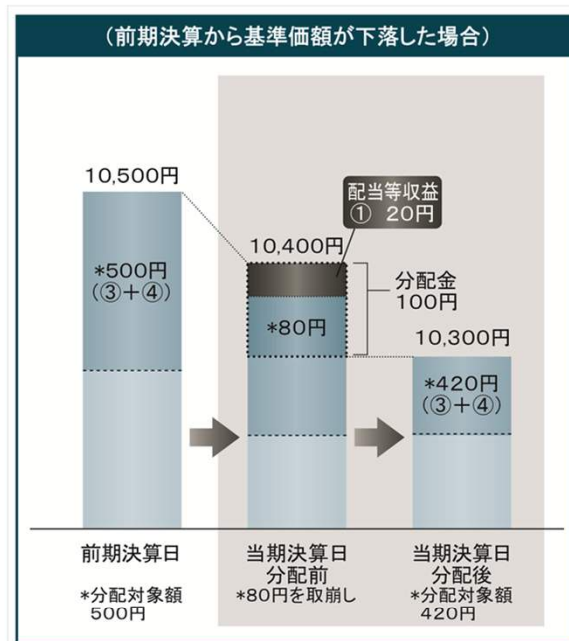 (前期決算から基準価額が下落した場合)
10,500円
*500円
(③+④)
配当等収益
① 20円
10,400円
*80円
分配金
100円
10,300円
*420円
(③+④)
前期決算日
*分配対象額
500円
当期決算日
分配前
*80円を取崩し
当期決算日
分配後
*分配対象額
420円